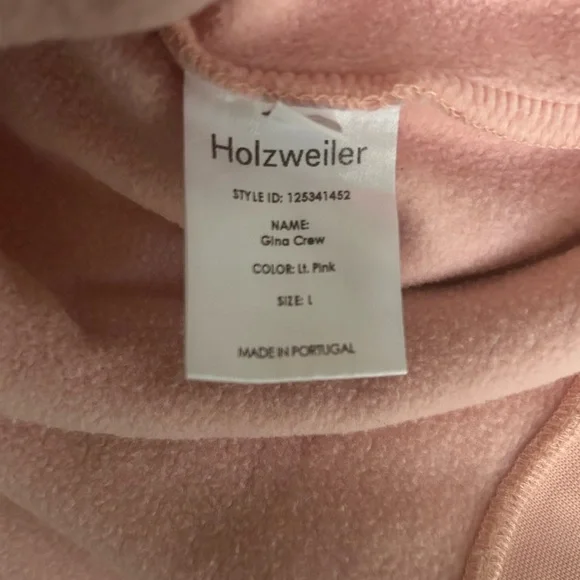 Holzweiler
STYLE ID: 125341452
NAME:
Gina Crew
COLOR: Lt. Pink
SIZE: L
MADE IN PORTUGAL